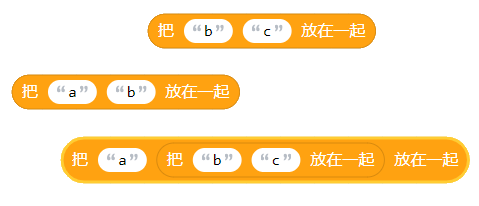 把 “b” “c” 放在一起
把 “a” “b” 放在一起
把 “a” 把 “b” “c” 放在一起 放在一起